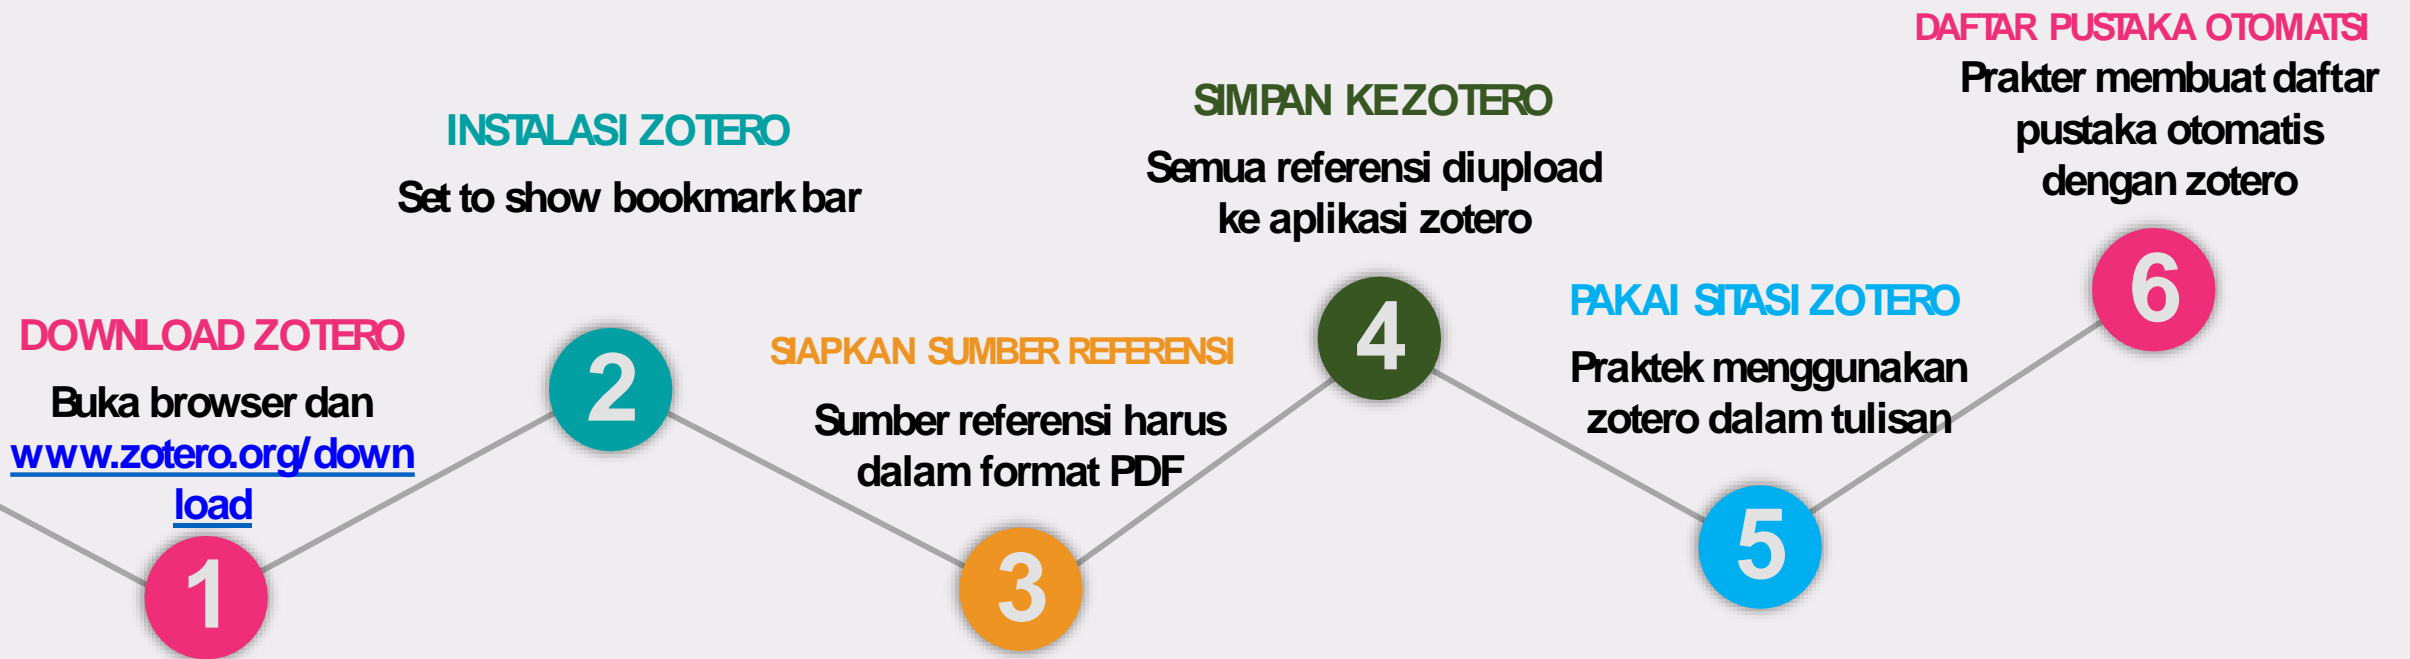 DOWNLOAD ZOTERO
Buka browser dan
www.zotero.org/down
load
1
INSTALASI ZOTERO
Set to show bookmark bar
2
SIAPKAN SUMBER REFERENSI
Sumber referensi harus
dalam format PDF
3
SIMPAN KE ZOTERO
Semua referensi diupload
ke aplikasi zotero
4
PAKAI SITASI ZOTERO
Praktek menggunakan
zotero dalam tulisan
5
DAFTAR PUSTAKA OTOMATSI
Prakter membuat daftar
pustaka otomatis
dengan zotero
6